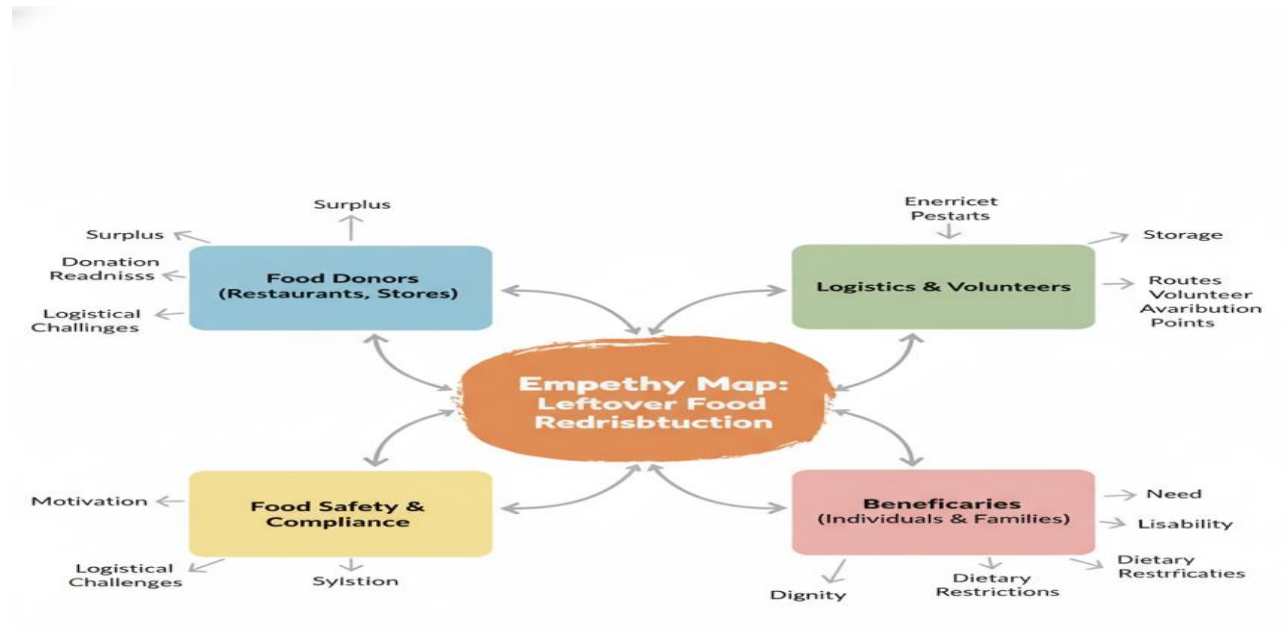 Surplus
Surplus
Donation
Readnisss
Logistical
Challinges
Food Donors
(Restaurants, Stores)
Enerricet
Pestarts
Storage
Routes
Volunteer
Avaribution
Points
Logistics & Volunteers
Empethy Map:
Leftover Food
Redrisbtuction
Motivation
Food Safety &
Compliance
Logistical
Challenges
Sylstion
Beneficaries
(Individuals & Families)
Need
Lisability
Dietary
Restrficaties
Dietary
Restrictions
Dignity